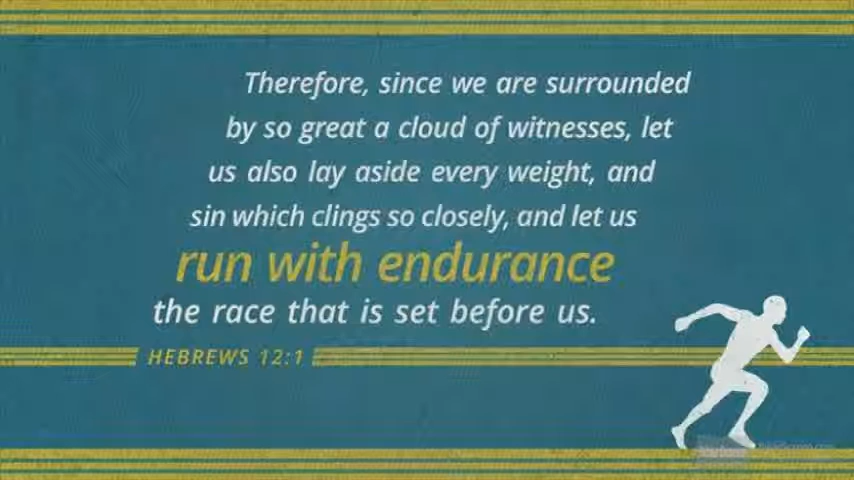 Therefore, since we are surrounded
by so great a cloud of witnesses, let
us also lay aside every weight, and
sin which clings so closely, and let us
run with endurance
the race that is set before us.
HEBREWS 12:1